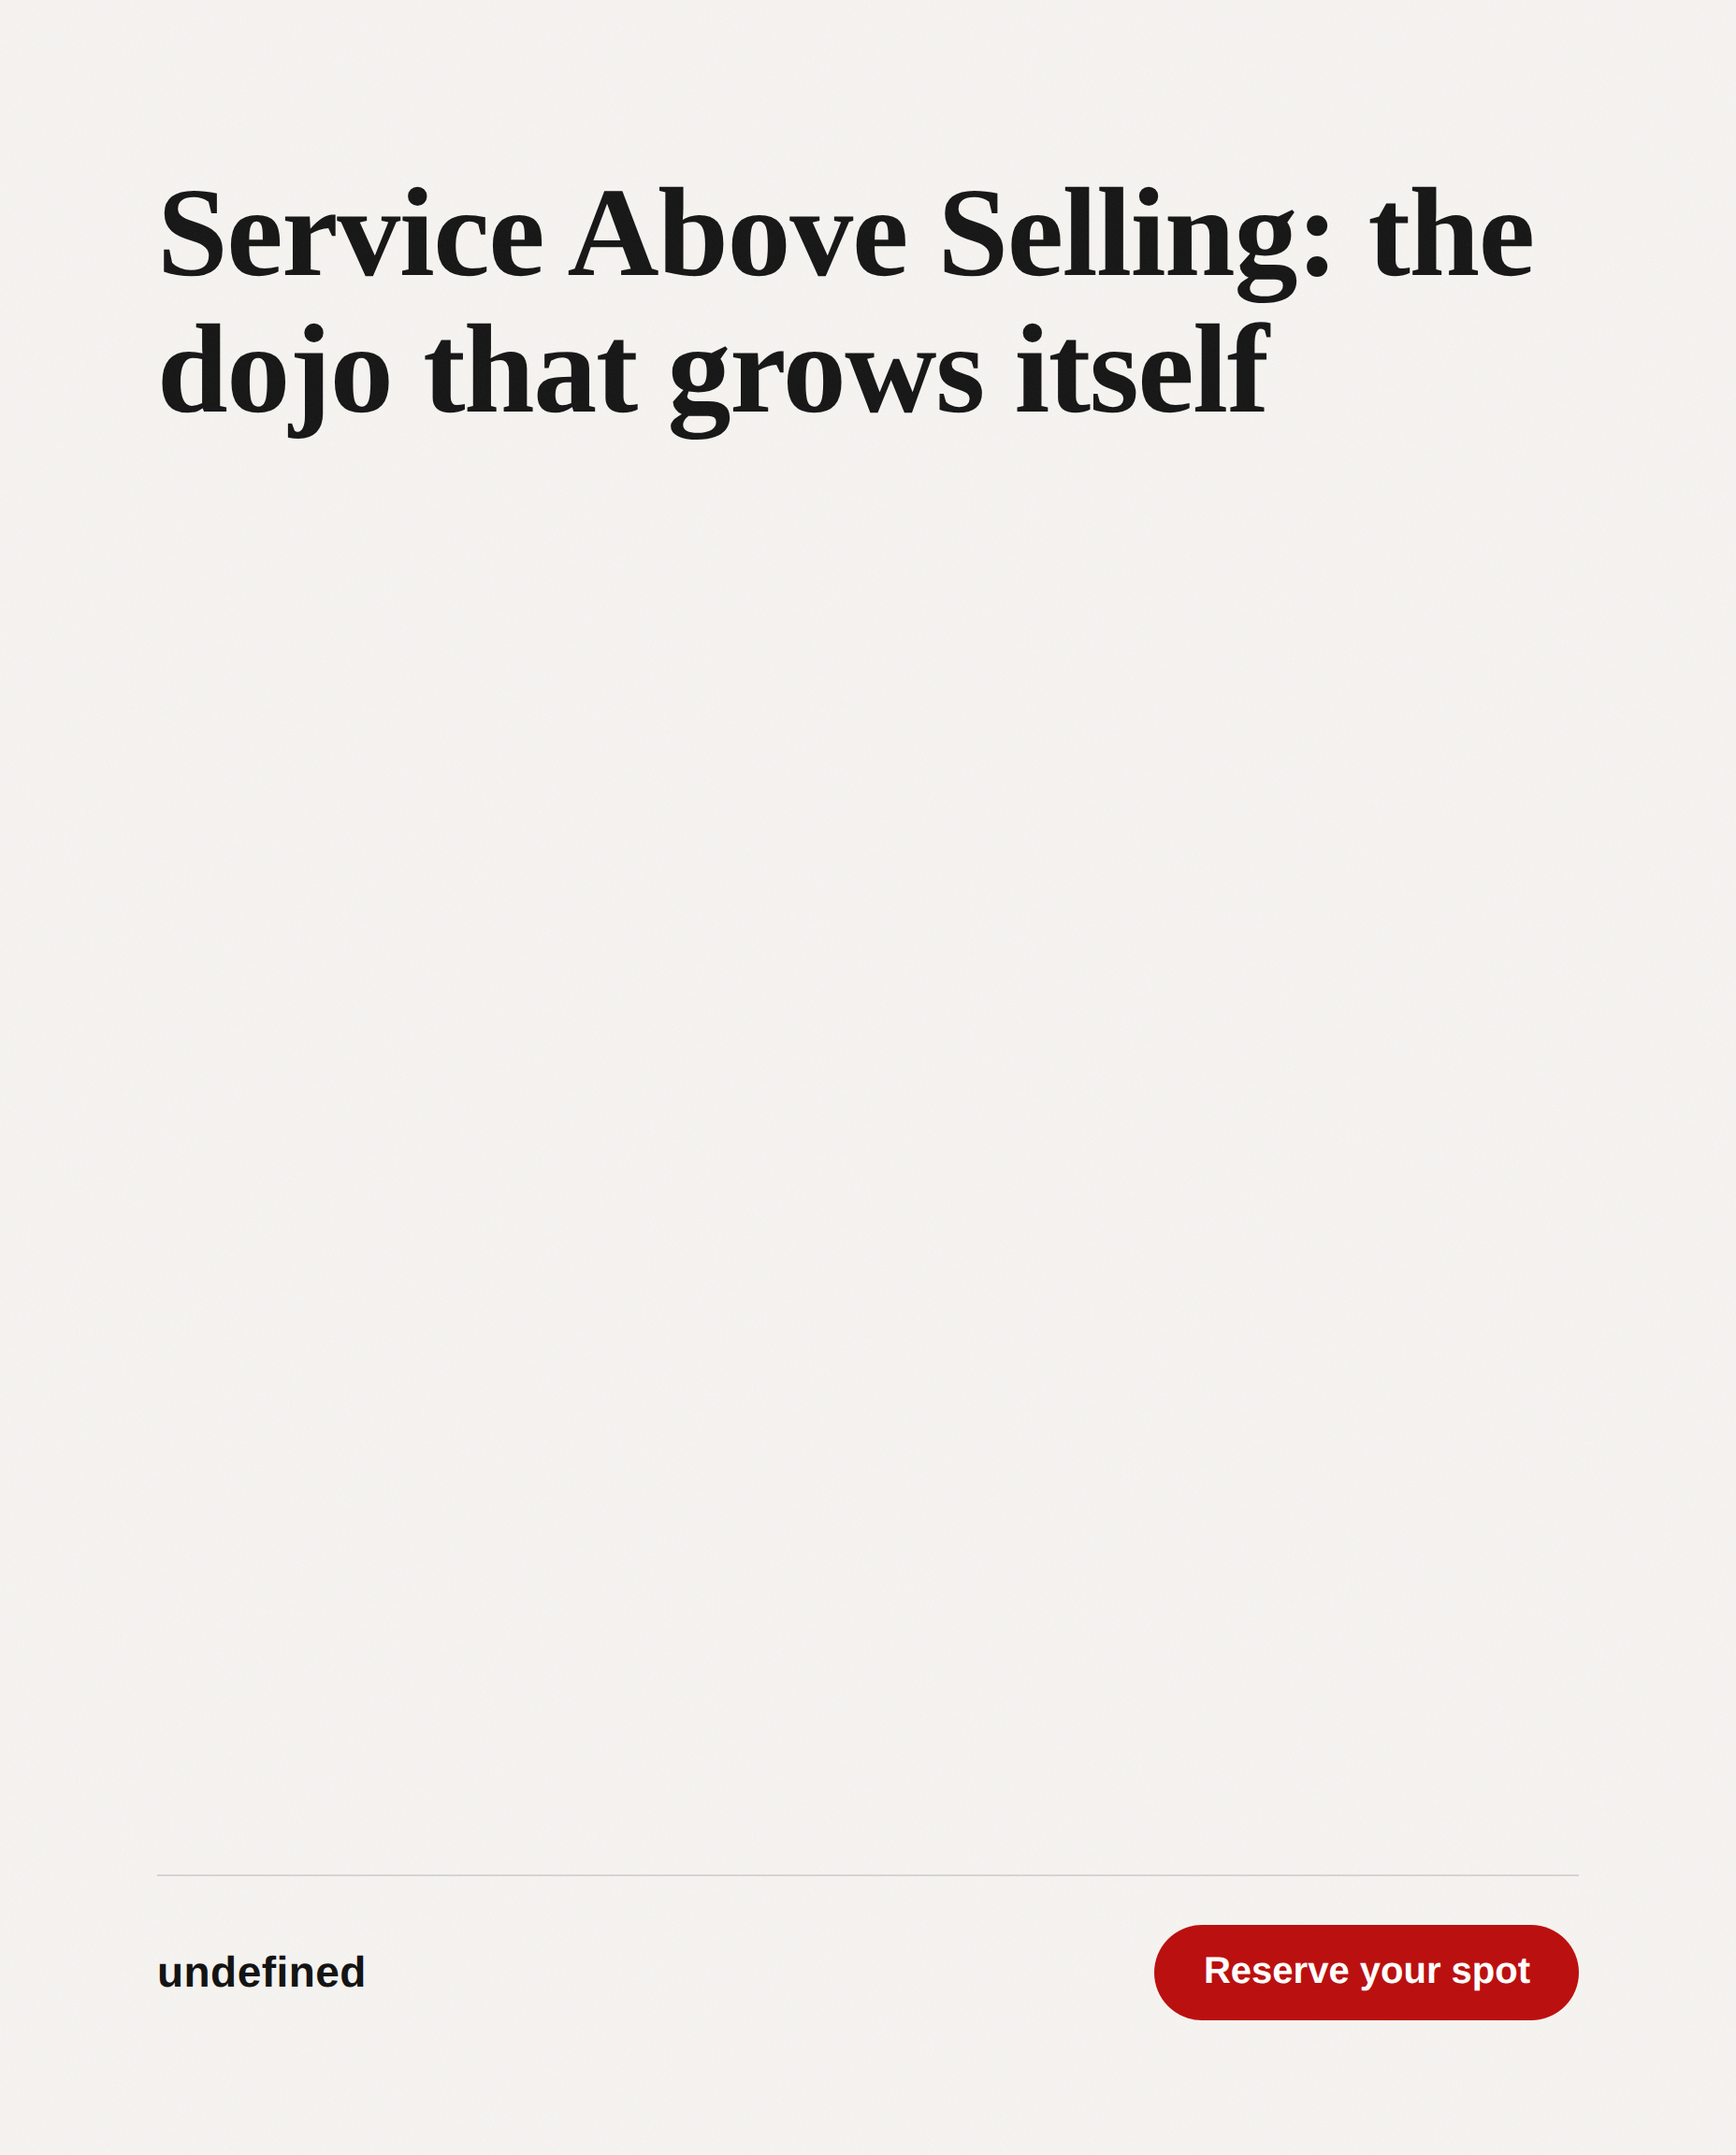 Service Above Selling: the
dojo that grows itself
undefined
Reserve your spot